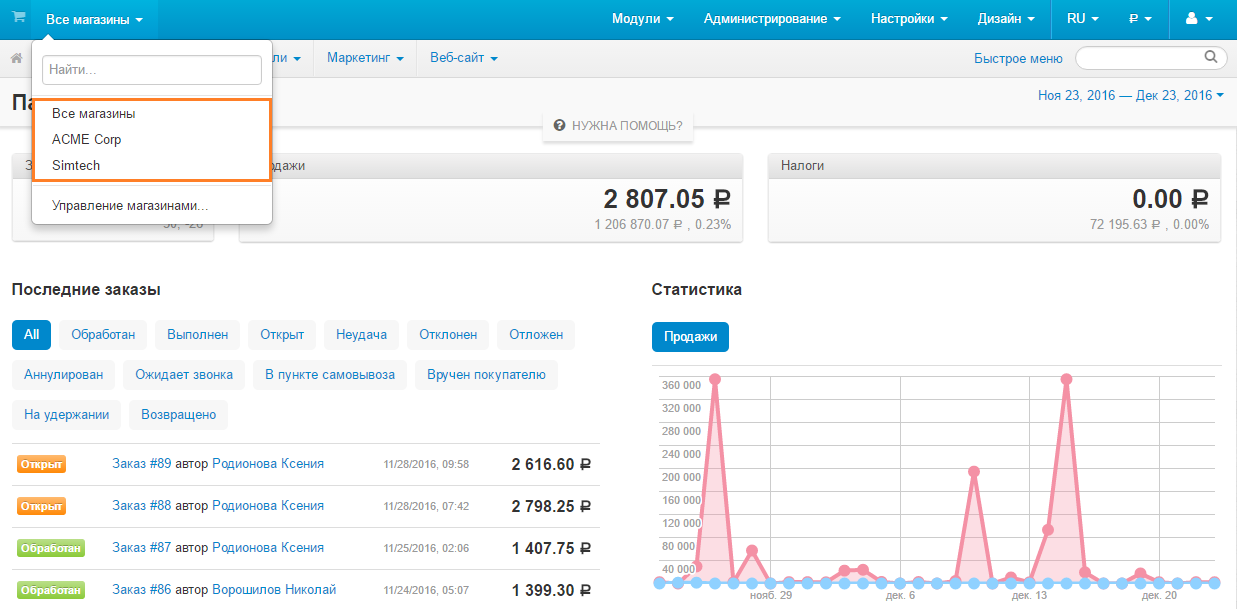 Все магазины
Модули Администрирование Настройки Дизайн RU ₽
Найти...
Маркетинг Веб-сайт
Быстрое меню
Ноя 23, 2016 — Дек 23, 2016
Все магазины
ACME Corp
Simtech
Управление магазинами...
НУЖНА ПОМОЩЬ?
2 807.05 ₽
1 206 870.07 ₽ , 0.23%
Налоги
0.00 ₽
72 195.63 ₽ , 0.00%
Последние заказы
All Обработан Выполнен Открыт Неудача Отклонен Отложен
Аннулирован Ожидает звонка В пункте самовывоза Вручен покупателю
На удержании Возвращено
Открыт Заказ #89 автор Родионова Ксения 11/28/2016, 09:58 2 616.60 ₽
Открыт Заказ #88 автор Родионова Ксения 11/28/2016, 07:42 2 798.25 ₽
Обработан Заказ #87 автор Родионова Ксения 11/25/2016, 02:06 1 407.75 ₽
Обработан Заказ #86 автор Ворошилов Николай 11/24/2016, 05:07 1 399.30 ₽
Статистика
Продажи
360 000
320 000
280 000
240 000
200 000
160 000
120 000
80 000
40 000
нояб. 29 дек. 6 дек. 13 дек. 20